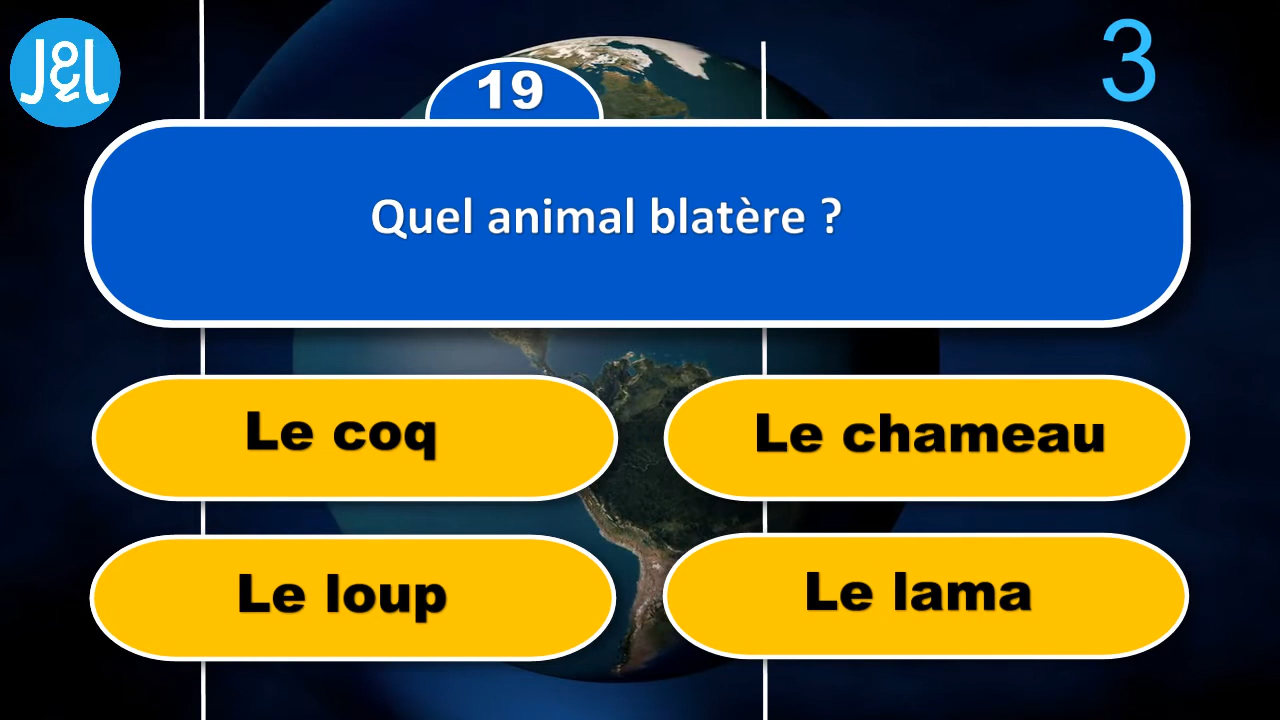 J&L
3
19
Quel animal blatère ?
Le coq
Le chameau
Le loup
Le lama